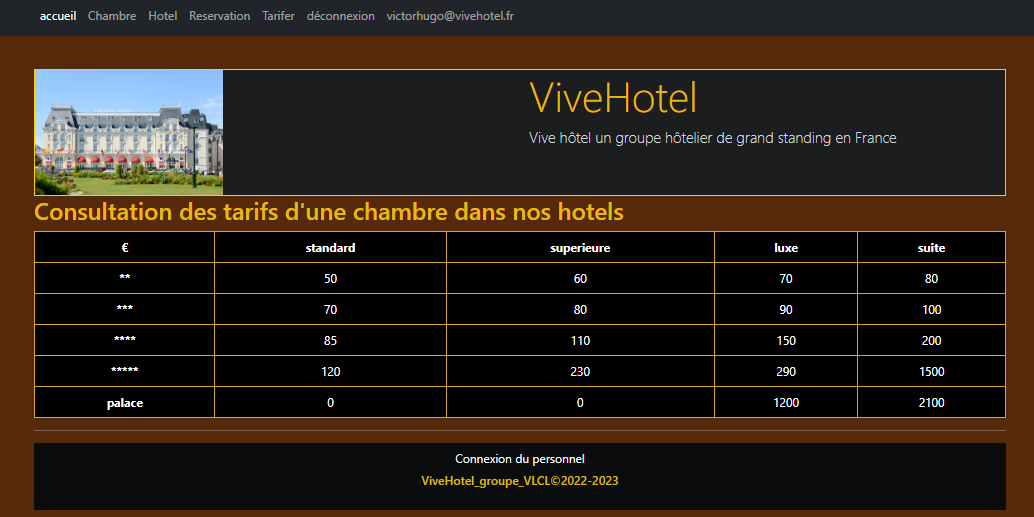 accueil Chambre Hotel Reservation Tarifer déconnexion victorhugo@vivehotel.fr
ViveHotel
Vive hôtel un groupe hôtelier de grand standing en France
Consultation des tarifs d'une chambre dans nos hotels
€ standard superieure luxe suite
** 50 60 70 80
*** 70 80 90 100
**** 85 110 150 200
***** 120 230 290 1500
palace 0 0 1200 2100
Connexion du personnel
ViveHotel_groupe_VLCL©2022-2023